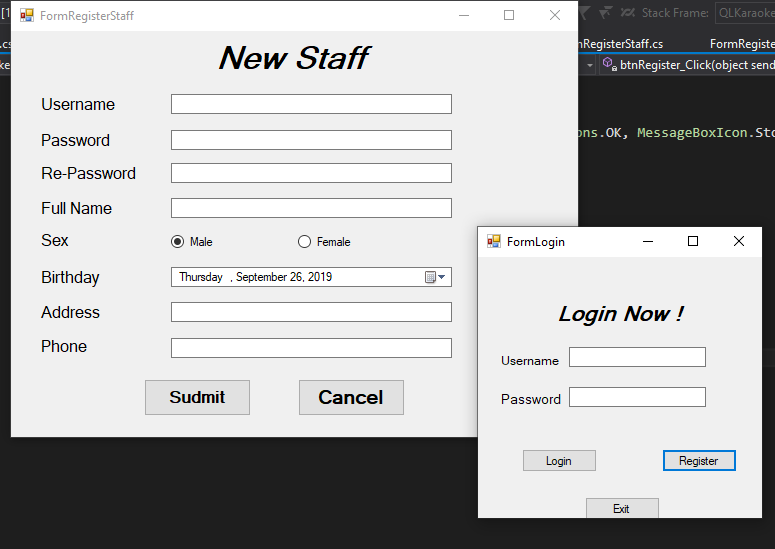 [1
FormRegisterStaff
Stack Frame:
QLKaraoke
nRegisterStaff.cs
FormRegister
btnRegister_Click(object send
New Staff
Username
Password
Re-Password
Full Name
Sex
Male
Female
Birthday
Thursday , September 26, 2019
Address
Phone
Sudmit
Cancel
ons.OK, MessageBoxIcon.Sto
FormLogin
Login Now !
Username
Password
Login
Register
Exit